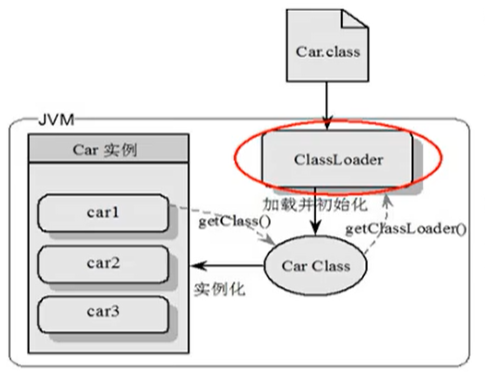 Car.class
JVM
Car 实例
ClassLoader
加载并初始化
car1
getClass()
getClassLoader()
car2
Car Class
实例化
car3